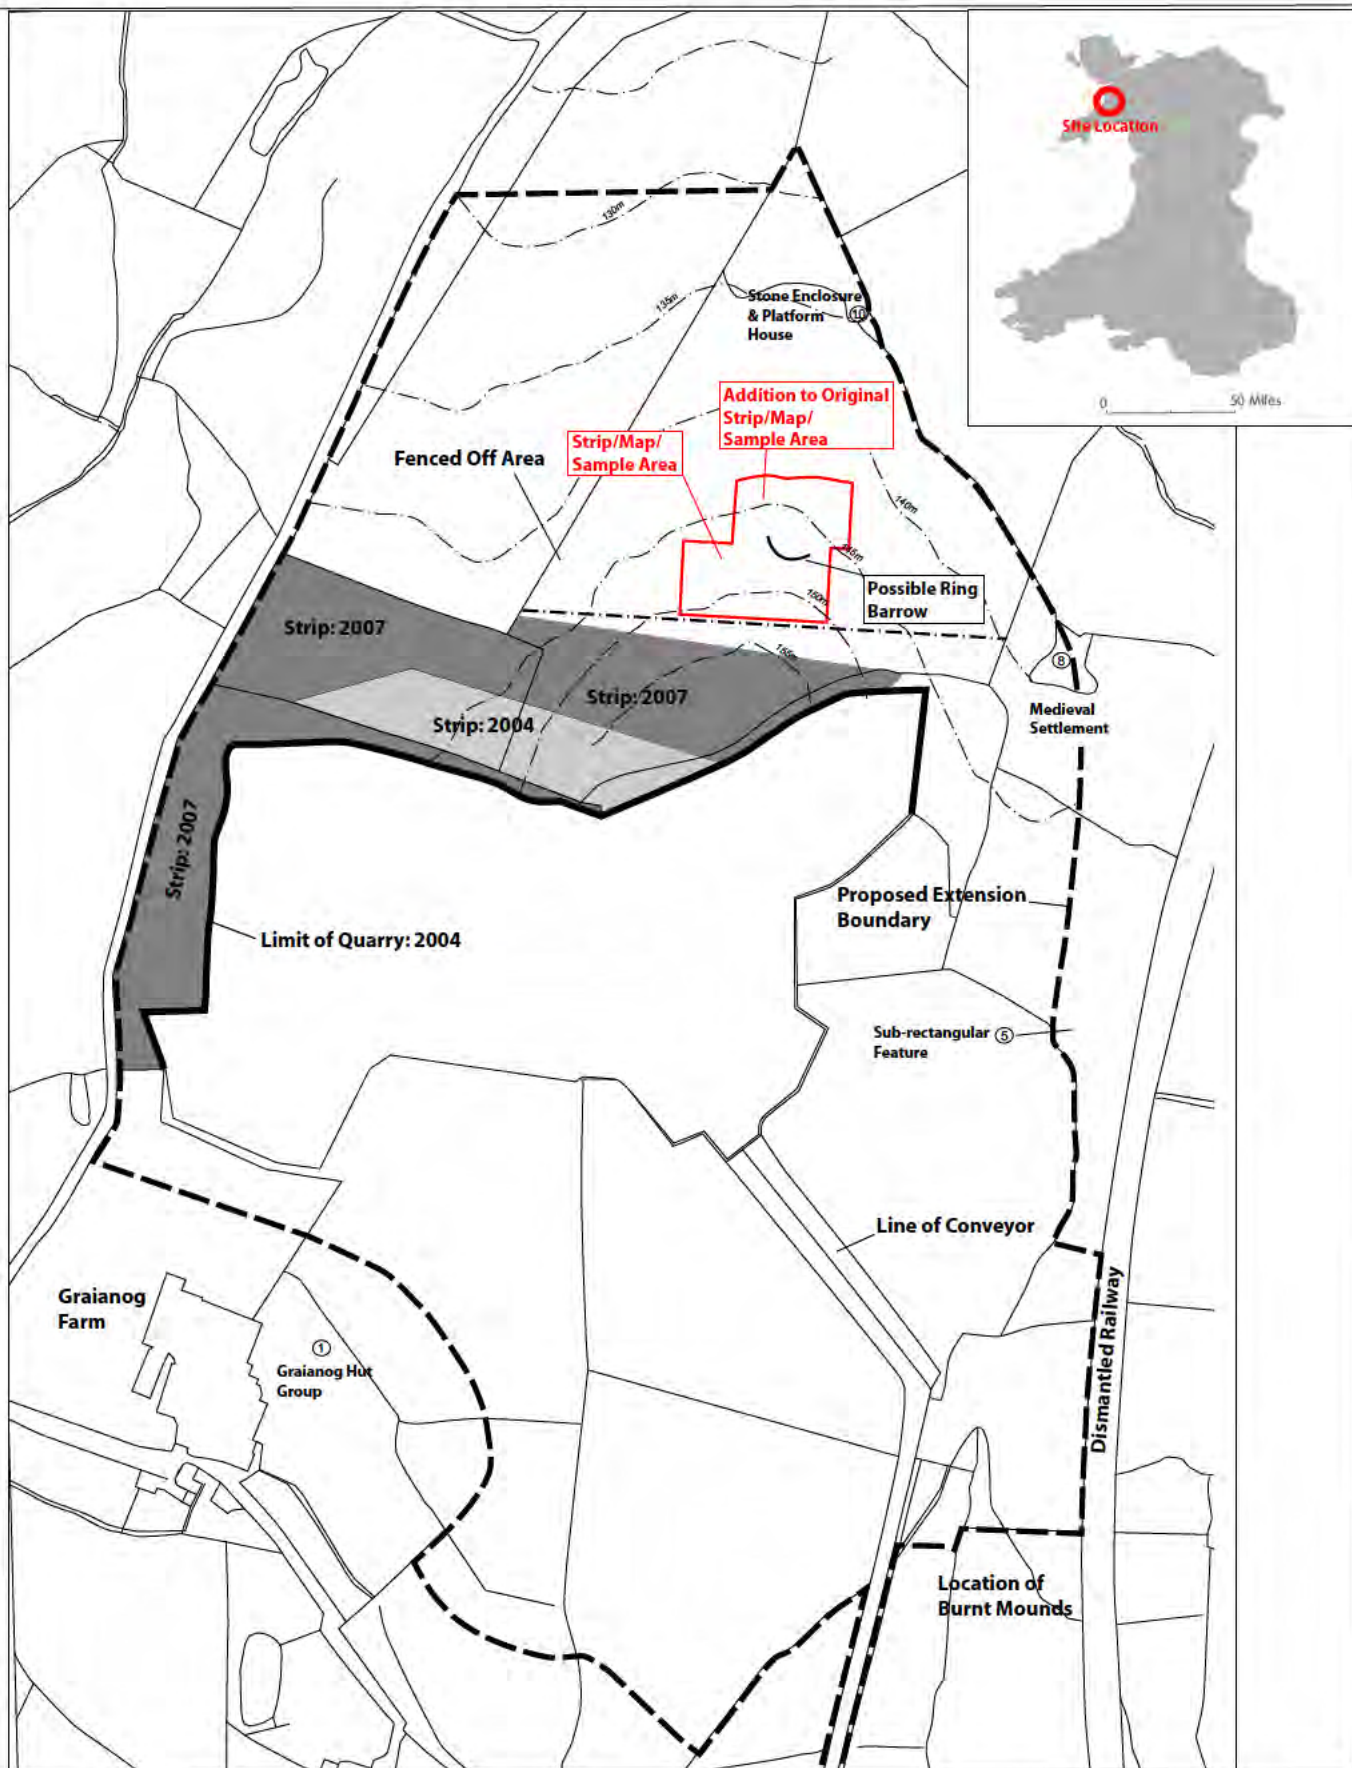 Site Location
0
50 Miles
130m
135m
Stone Enclosure
& Platform
House
10
Addition to Original
Strip/Map/
Sample Area
Strip/Map/
Sample Area
Fenced Off Area
140m
145m
150m
155m
Possible Ring
Barrow
Strip: 2007
Strip: 2007
Strip: 2004
8
Medieval
Settlement
Strip: 2007
Proposed Extension
Boundary
Limit of Quarry: 2004
Sub-rectangular
Feature
5
Line of Conveyor
Graianog
Farm
1
Graianog Hut
Group
Dismantled Railway
Location of
Burnt Mounds